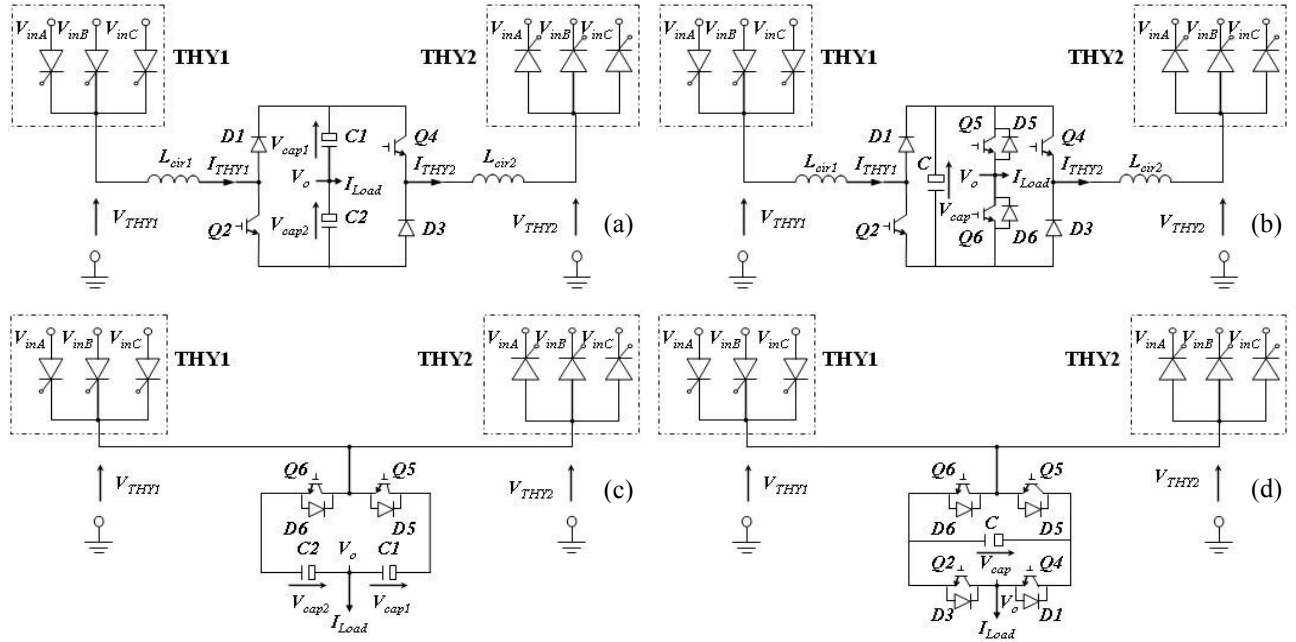 VinA VinB VinC
THY1
THY2
VinA VinB VinC
D1
Vcap1
C1
Q4
Lcir1
ITHY1
Vo
ILoad
ITHY2
Lcir2
VTHY1
Q2
Vcap2
C2
D3
VTHY2
(a)
VinA VinB VinC
THY1
THY2
VinA VinB VinC
D1
Q5
D5
Q4
Lcir1
ITHY1
C
Vo
ILoad
ITHY2
Lcir2
VTHY1
Q2
Vcap
Q6
D6
D3
VTHY2
(b)
VinA VinB VinC
THY1
THY2
VinA VinB VinC
VTHY1
Q6
Q5
D6
D5
C2
Vo
C1
Vcap2
Vcap1
ILoad
VTHY2
(c)
VinA VinB VinC
THY1
THY2
VinA VinB VinC
VTHY1
Q6
Q5
D6
C
D5
Vcap
Q2
Q4
D3
Vo
D1
ILoad
VTHY2
(d)